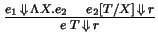 e₁ ⇓ ΛX.e₂   e₂[T/X] ⇓ r
e T ⇓ r